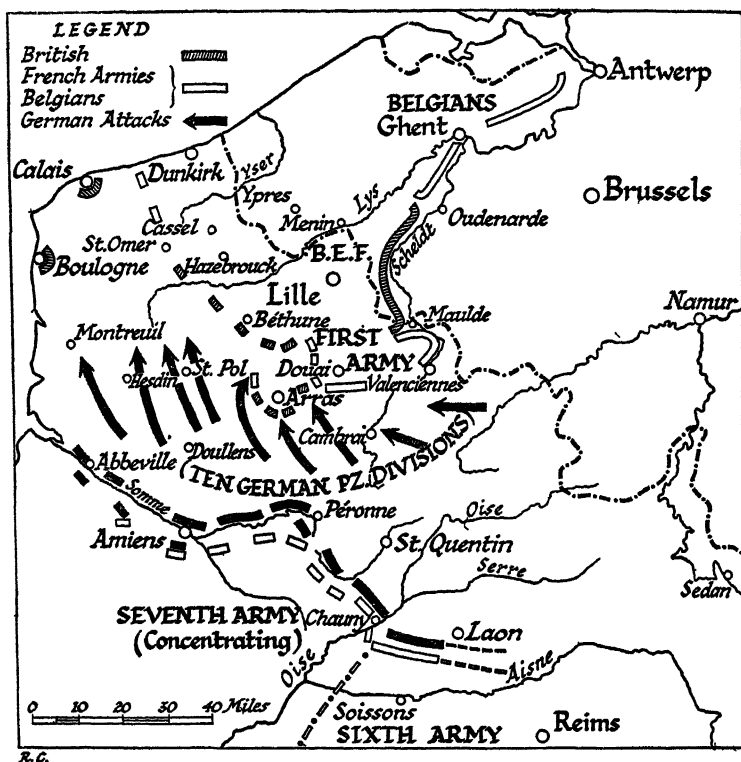 LEGEND
British
French Armies
Belgians
German Attacks
Antwerp
BELGIANS
Ghent
Calais
Dunkirk
Yser
Ypres
Lys
Brussels
Menin
Oudenarde
Cassel
St.Omer
B.E.F.
Scheldt
Boulogne
Hazebrouck
Lille
Namur
Maulde
Béthune
Montreuil
FIRST
ARMY
St. Pol
Douai
Valenciennes
Hesdin
Arras
Cambrai
Doullens
Abbeville
(TEN GERMAN PZ. DIVISIONS)
Somme
Péronne
Oise
Amiens
St. Quentin
Serre
Sedan
SEVENTH ARMY
(Concentrating)
Chauny
Laon
Oise
Aisne
0 10 20 30 40 Miles
Soissons
SIXTH ARMY
Reims
R.C.